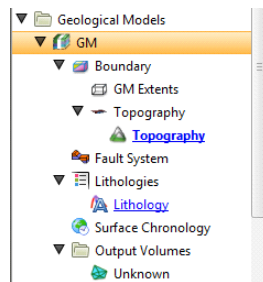 Geological Models
GM
Boundary
GM Extents
Topography
Topography
Fault System
Lithologies
Lithology
Surface Chronology
Output Volumes
Unknown